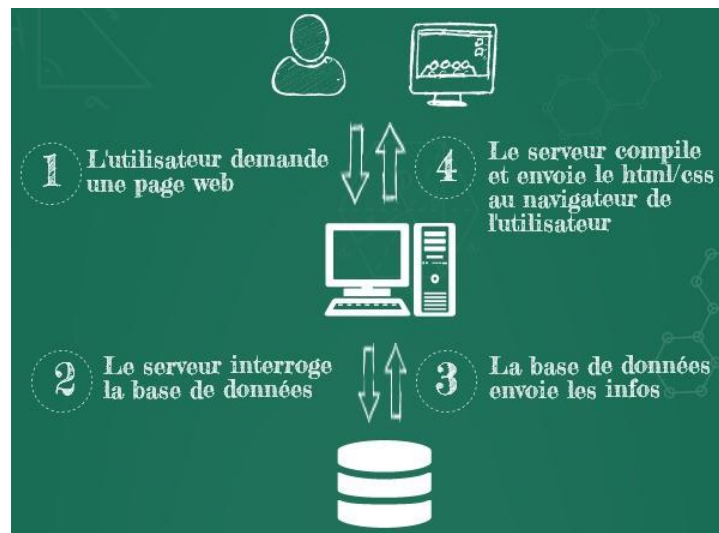 1
L'utilisateur demande
une page web
4
Le serveur compile
et envoie le html/css
au navigateur de
l'utilisateur
2
Le serveur interroge
la base de données
3
La base de données
envoie les infos